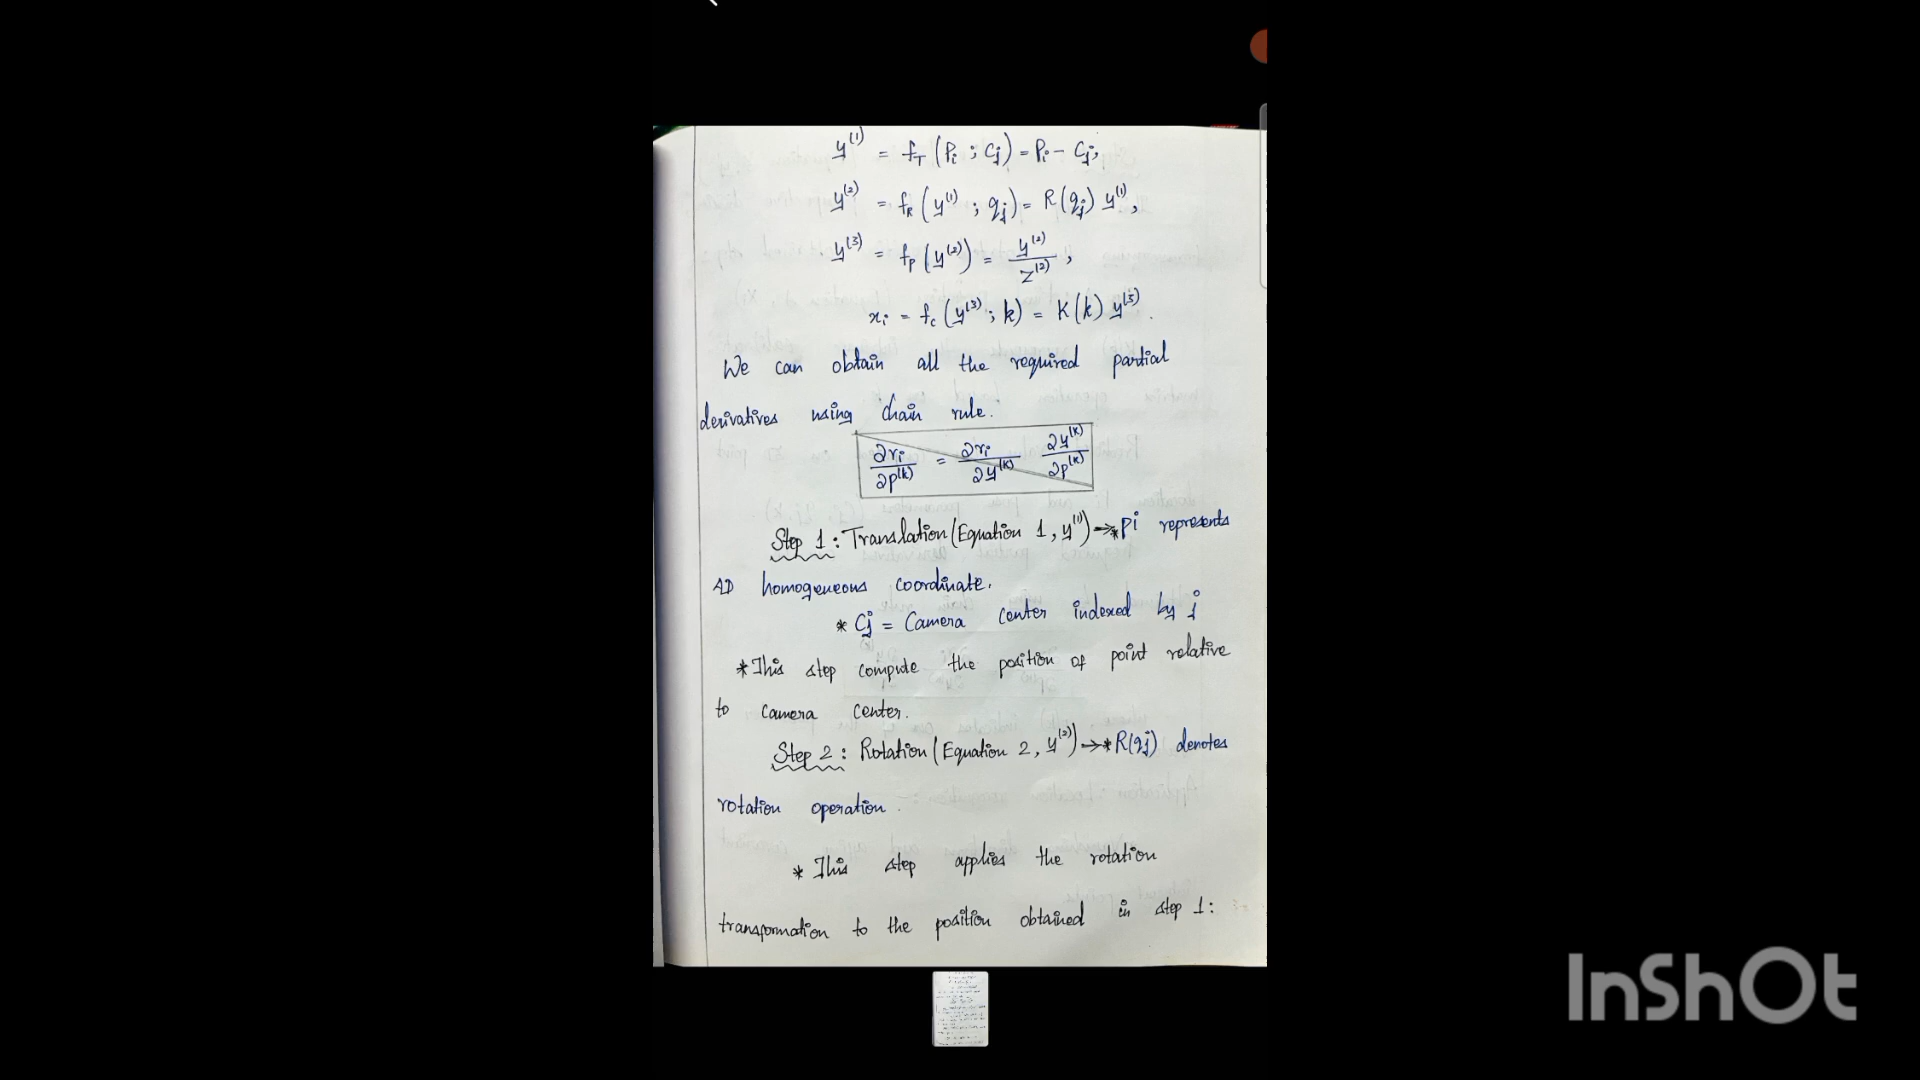 y^(1) = f_T (P_i ; C_j) = P_i - C_j,
y^(2) = f_R (y^(1) ; q_j) = R(q_j) y^(1),
y^(3) = f_P (y^(2)) = y^(2) / z^(2),
x_i = f_c (y^(3) ; k) = K(k) y^(3).
We can obtain all the required partial
derivatives using chain rule.
∂r_i / ∂p^(k) = ∂r_i / ∂y^(k) ∂y^(k) / ∂p^(k)
Step 1 : Translation (Equation 1, y^(1)) →* Pi represents
4D homogeneous coordinate.
* Cj = Camera center indexed by j
* This step compute the position of point relative
to camera center.
Step 2 : Rotation (Equation 2, y^(2)) →* R(qj) denotes
rotation operation.
* This step applies the rotation
transformation to the position obtained in step 1:
InShOt